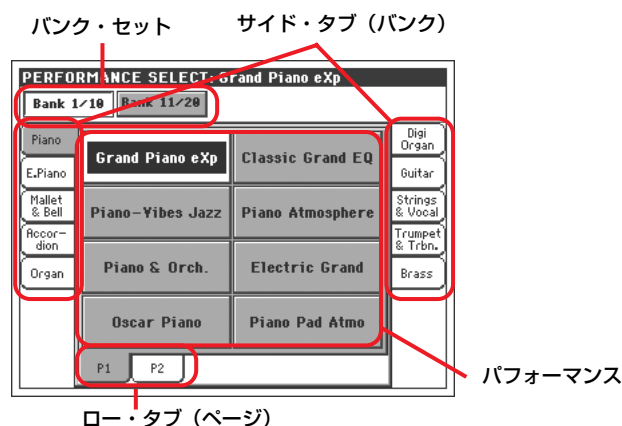 バンク・セット
サイド・タブ（バンク）
PERFORMANCE SELECT:Grand Piano eXp
Bank 1/10
Bank 11/20
Piano
E.Piano
Mallet
& Bell
Accor-
dion
Organ
Grand Piano eXp
Classic Grand EQ
Piano-Vibes Jazz
Piano Atmosphere
Piano & Orch.
Electric Grand
Oscar Piano
Piano Pad Atmo
Digi
Organ
Guitar
Strings
& Vocal
Trumpet
& Trbn.
Brass
P1
P2
パフォーマンス
ロー・タブ（ページ）